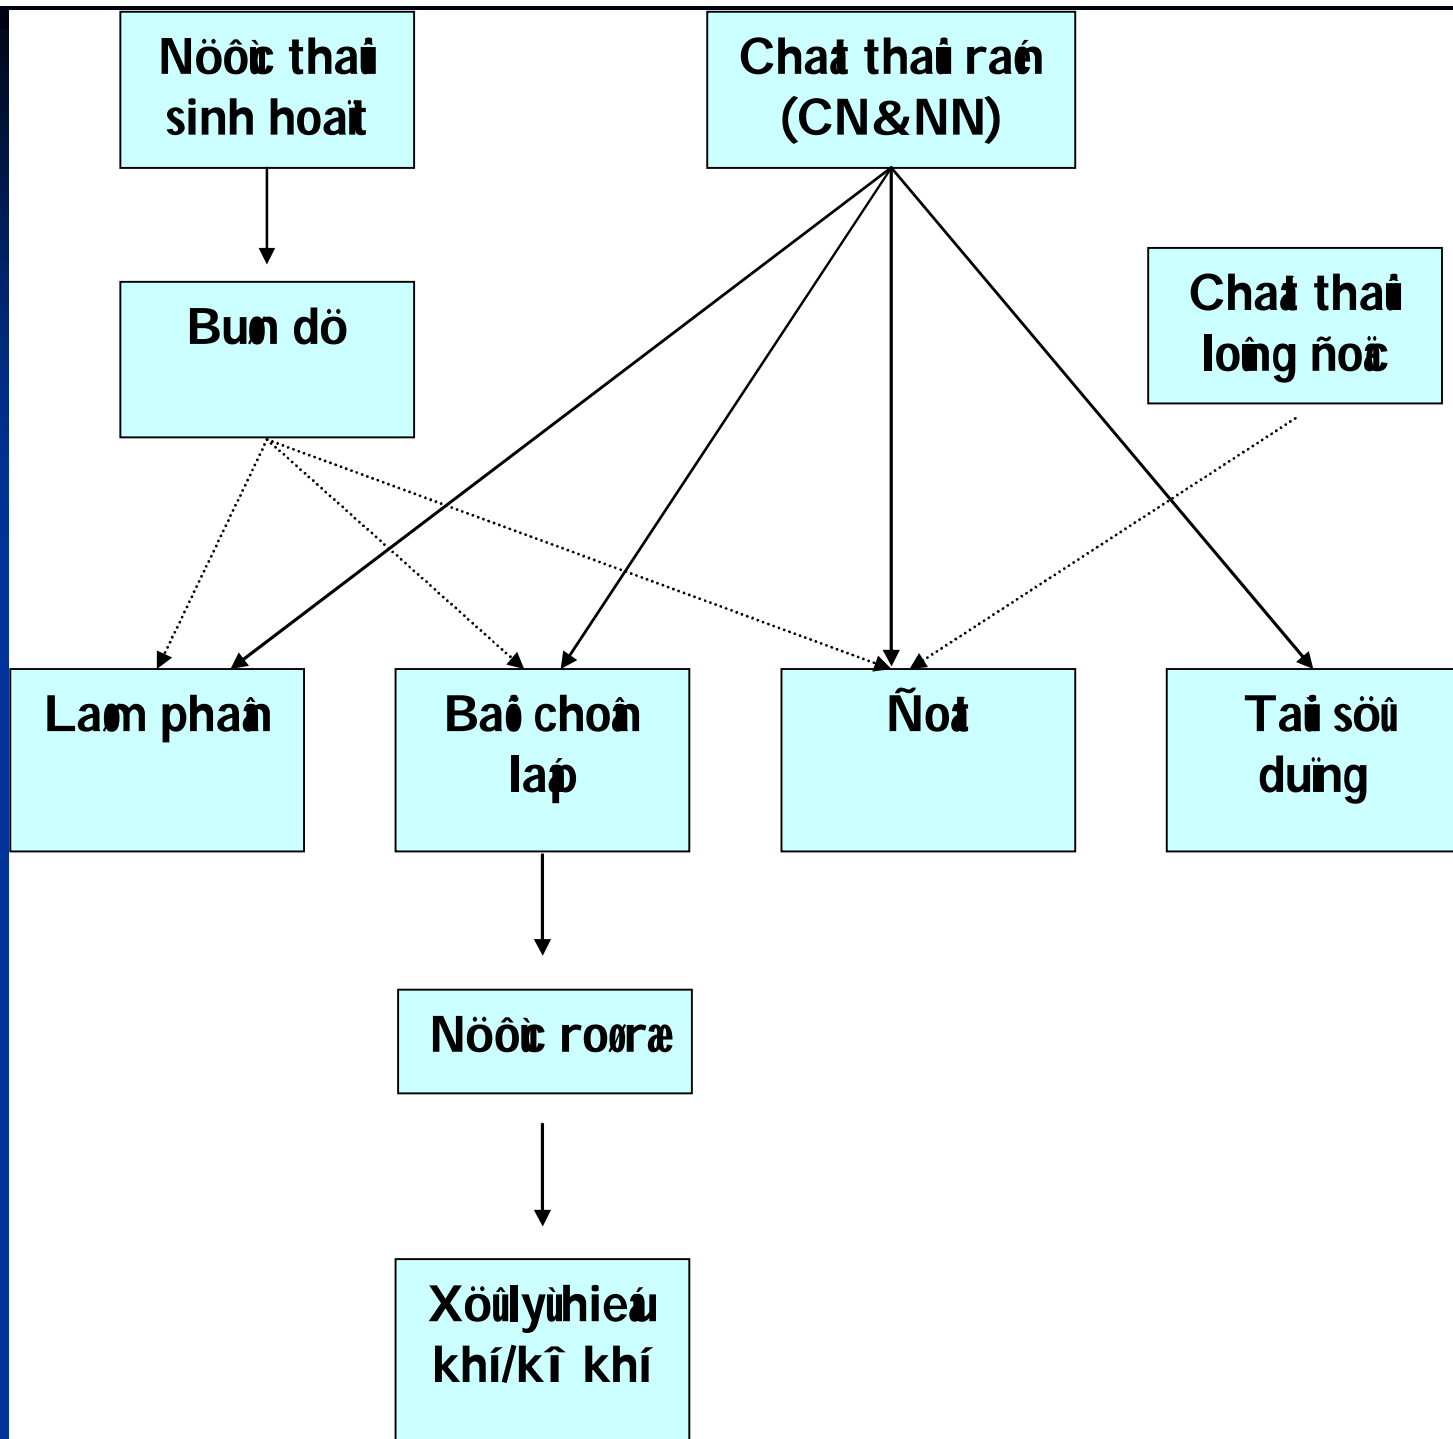 Nöôùc thaûi
sinh hoaït
Chaát thaûi raén
(CN&NN)
Chaát thaûi
loûng ñoäc
Buøn dö
Laøm phaân
Baõi choân
laáp
Ñoát
Taùi söû
duïng
Nöôùc roø ræ
Xöû lyù hieáu
khí/kî khí